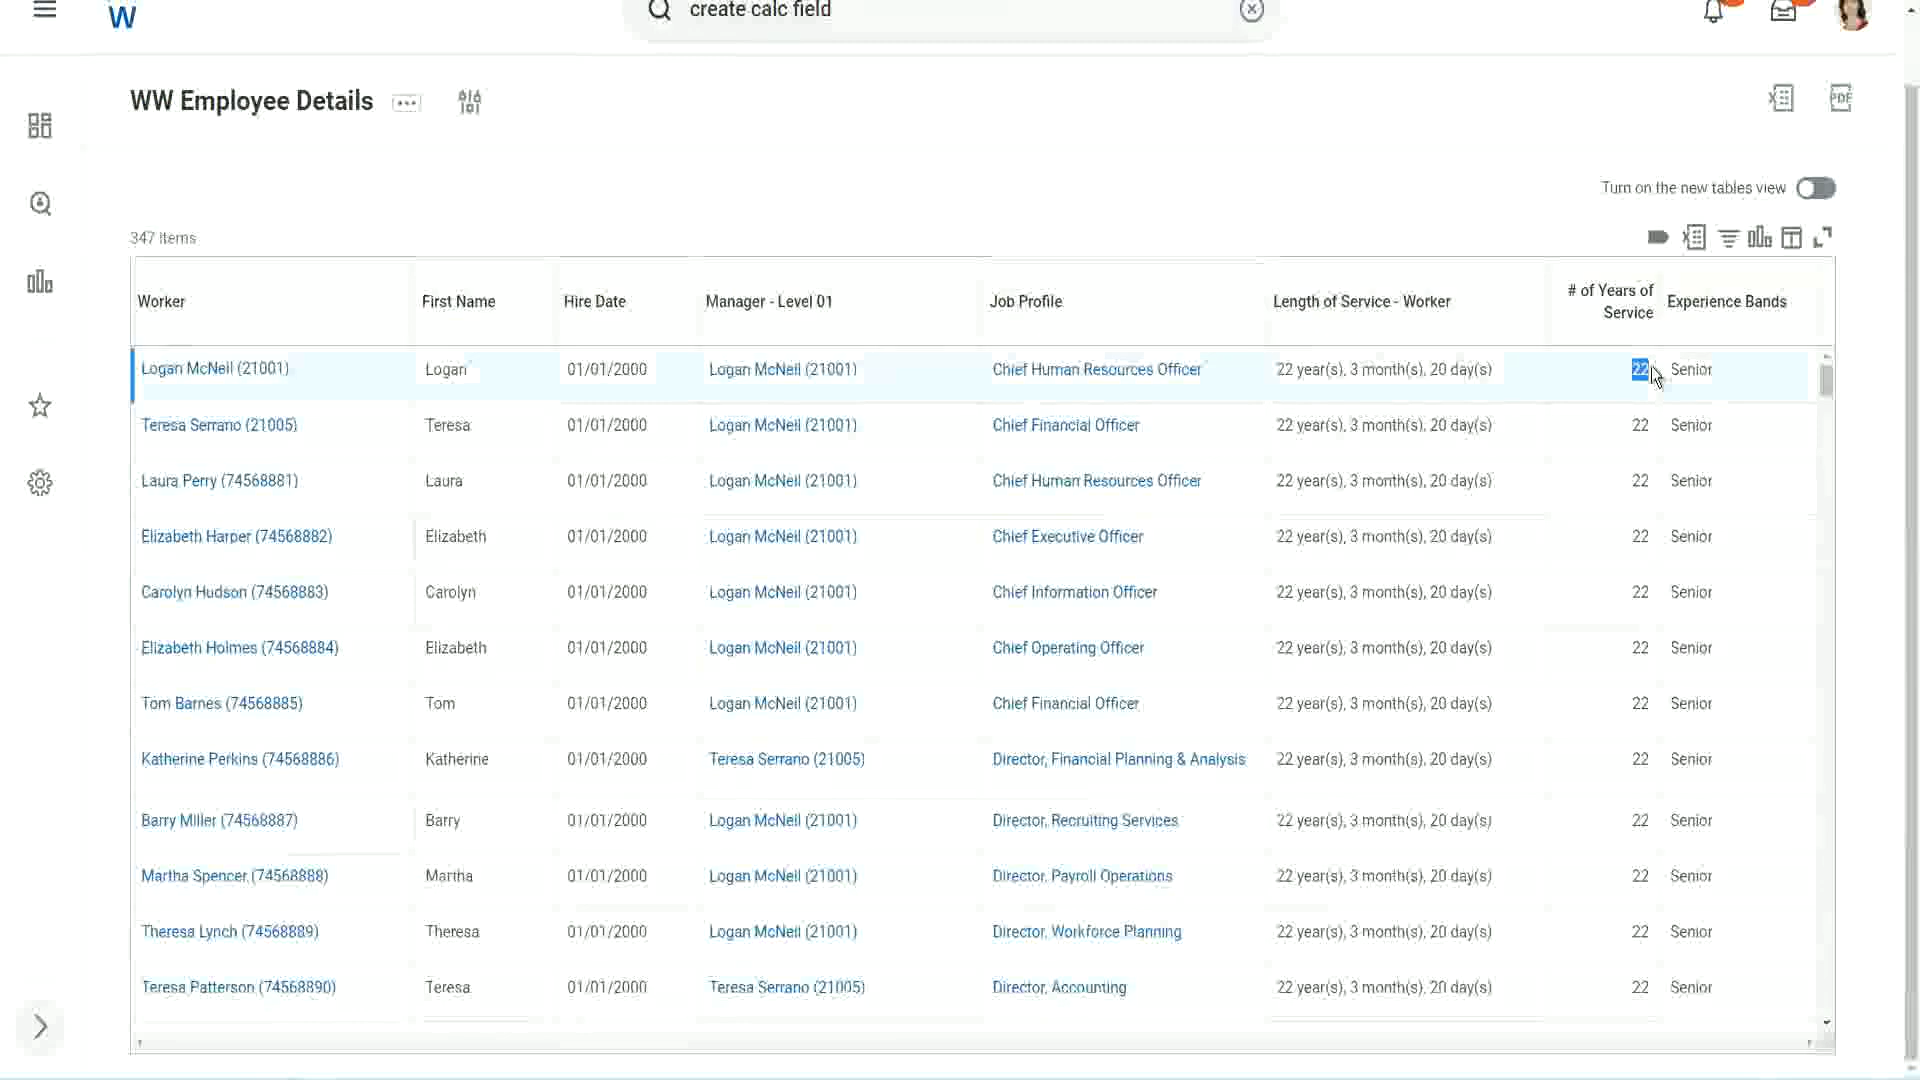 W
create calc field
WW Employee Details
PDF
Turn on the new tables view
347 items
Worker First Name Hire Date Manager - Level 01 Job Profile Length of Service - Worker # of Years of Service Experience Bands
Logan McNeil (21001) Logan 01/01/2000 Logan McNeil (21001) Chief Human Resources Officer 22 year(s), 3 month(s), 20 day(s) 22 Senior
Teresa Serrano (21005) Teresa 01/01/2000 Logan McNeil (21001) Chief Financial Officer 22 year(s), 3 month(s), 20 day(s) 22 Senior
Laura Perry (74568881) Laura 01/01/2000 Logan McNeil (21001) Chief Human Resources Officer 22 year(s), 3 month(s), 20 day(s) 22 Senior
Elizabeth Harper (74568882) Elizabeth 01/01/2000 Logan McNeil (21001) Chief Executive Officer 22 year(s), 3 month(s), 20 day(s) 22 Senior
Carolyn Hudson (74568883) Carolyn 01/01/2000 Logan McNeil (21001) Chief Information Officer 22 year(s), 3 month(s), 20 day(s) 22 Senior
Elizabeth Holmes (74568884) Elizabeth 01/01/2000 Logan McNeil (21001) Chief Operating Officer 22 year(s), 3 month(s), 20 day(s) 22 Senior
Tom Barnes (74568885) Tom 01/01/2000 Logan McNeil (21001) Chief Financial Officer 22 year(s), 3 month(s), 20 day(s) 22 Senior
Katherine Perkins (74568886) Katherine 01/01/2000 Teresa Serrano (21005) Director, Financial Planning & Analysis 22 year(s), 3 month(s), 20 day(s) 22 Senior
Barry Miller (74568887) Barry 01/01/2000 Logan McNeil (21001) Director, Recruiting Services 22 year(s), 3 month(s), 20 day(s) 22 Senior
Martha Spencer (74568888) Martha 01/01/2000 Logan McNeil (21001) Director, Payroll Operations 22 year(s), 3 month(s), 20 day(s) 22 Senior
Theresa Lynch (74568889) Theresa 01/01/2000 Logan McNeil (21001) Director, Workforce Planning 22 year(s), 3 month(s), 20 day(s) 22 Senior
Teresa Patterson (74568890) Teresa 01/01/2000 Teresa Serrano (21005) Director, Accounting 22 year(s), 3 month(s), 20 day(s) 22 Senior